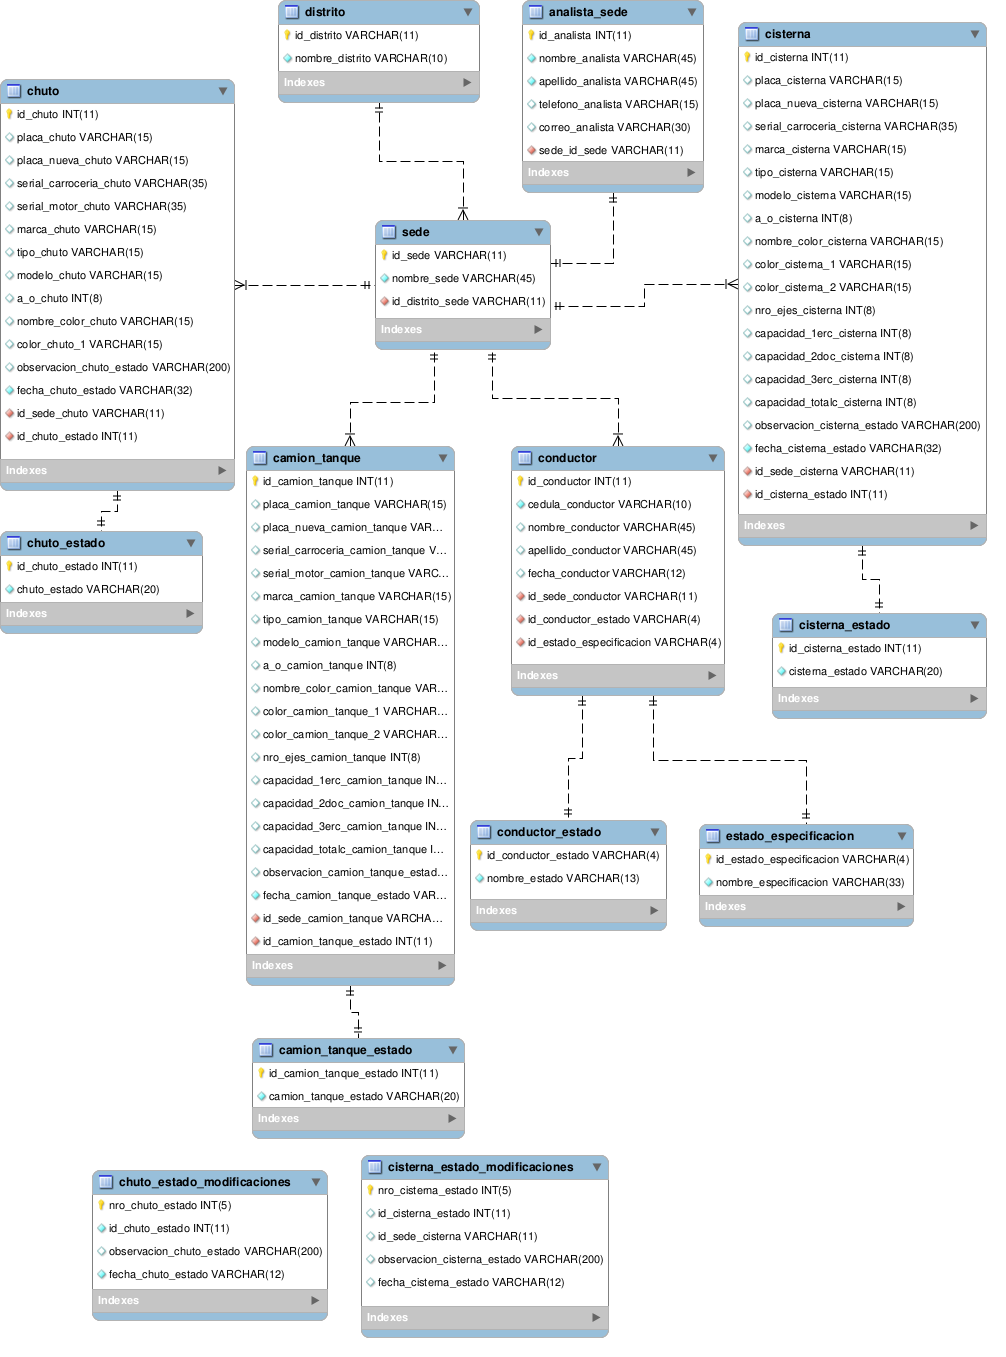 distrito
id_distrito VARCHAR(11)
nombre_distrito VARCHAR(10)
Indexes
analista_sede
id_analista INT(11)
nombre_analista VARCHAR(45)
apellido_analista VARCHAR(45)
telefono_analista VARCHAR(15)
correo_analista VARCHAR(30)
sede_id_sede VARCHAR(11)
Indexes
cisterna
id_cisterna INT(11)
placa_cisterna VARCHAR(15)
placa_nueva_cisterna VARCHAR(15)
serial_carroceria_cisterna VARCHAR(35)
marca_cisterna VARCHAR(15)
tipo_cisterna VARCHAR(15)
modelo_cisterna VARCHAR(15)
a_o_cisterna INT(8)
nombre_color_cisterna VARCHAR(15)
color_cisterna_1 VARCHAR(15)
color_cisterna_2 VARCHAR(15)
nro_ejes_cisterna INT(8)
capacidad_1erc_cisterna INT(8)
capacidad_2doc_cisterna INT(8)
capacidad_3erc_cisterna INT(8)
capacidad_totalc_cisterna INT(8)
observacion_cisterna_estado VARCHAR(200)
fecha_cisterna_estado VARCHAR(32)
id_sede_cisterna VARCHAR(11)
id_cisterna_estado INT(11)
Indexes
chuto
id_chuto INT(11)
placa_chuto VARCHAR(15)
placa_nueva_chuto VARCHAR(15)
serial_carroceria_chuto VARCHAR(35)
serial_motor_chuto VARCHAR(35)
marca_chuto VARCHAR(15)
tipo_chuto VARCHAR(15)
modelo_chuto VARCHAR(15)
a_o_chuto INT(8)
nombre_color_chuto VARCHAR(15)
color_chuto_1 VARCHAR(15)
observacion_chuto_estado VARCHAR(200)
fecha_chuto_estado VARCHAR(32)
id_sede_chuto VARCHAR(11)
id_chuto_estado INT(11)
Indexes
sede
id_sede VARCHAR(11)
nombre_sede VARCHAR(45)
id_distrito_sede VARCHAR(11)
Indexes
camion_tanque
id_camion_tanque INT(11)
placa_camion_tanque VARCHAR(15)
placa_nueva_camion_tanque VAR...
serial_carroceria_camion_tanque V...
serial_motor_camion_tanque VARC...
marca_camion_tanque VARCHAR(15)
tipo_camion_tanque VARCHAR(15)
modelo_camion_tanque VARCHAR...
a_o_camion_tanque INT(8)
nombre_color_camion_tanque VAR...
color_camion_tanque_1 VARCHAR...
color_camion_tanque_2 VARCHAR...
nro_ejes_camion_tanque INT(8)
capacidad_1erc_camion_tanque IN...
capacidad_2doc_camion_tanque IN...
capacidad_3erc_camion_tanque IN...
capacidad_totalc_camion_tanque I...
observacion_camion_tanque_estad...
fecha_camion_tanque_estado VAR...
id_sede_camion_tanque VARCHA...
id_camion_tanque_estado INT(11)
Indexes
conductor
id_conductor INT(11)
cedula_conductor VARCHAR(10)
nombre_conductor VARCHAR(45)
apellido_conductor VARCHAR(45)
fecha_conductor VARCHAR(12)
id_sede_conductor VARCHAR(11)
id_conductor_estado VARCHAR(4)
id_estado_especificacion VARCHAR(4)
Indexes
chuto_estado
id_chuto_estado INT(11)
chuto_estado VARCHAR(20)
Indexes
cisterna_estado
id_cisterna_estado INT(11)
cisterna_estado VARCHAR(20)
Indexes
conductor_estado
id_conductor_estado VARCHAR(4)
nombre_estado VARCHAR(13)
Indexes
estado_especificacion
id_estado_especificacion VARCHAR(4)
nombre_especificacion VARCHAR(33)
Indexes
camion_tanque_estado
id_camion_tanque_estado INT(11)
camion_tanque_estado VARCHAR(20)
Indexes
chuto_estado_modificaciones
nro_chuto_estado INT(5)
id_chuto_estado INT(11)
observacion_chuto_estado VARCHAR(200)
fecha_chuto_estado VARCHAR(12)
Indexes
cisterna_estado_modificaciones
nro_cisterna_estado INT(5)
id_cisterna_estado INT(11)
id_sede_cisterna VARCHAR(11)
observacion_cisterna_estado VARCHAR(200)
fecha_cisterna_estado VARCHAR(12)
Indexes